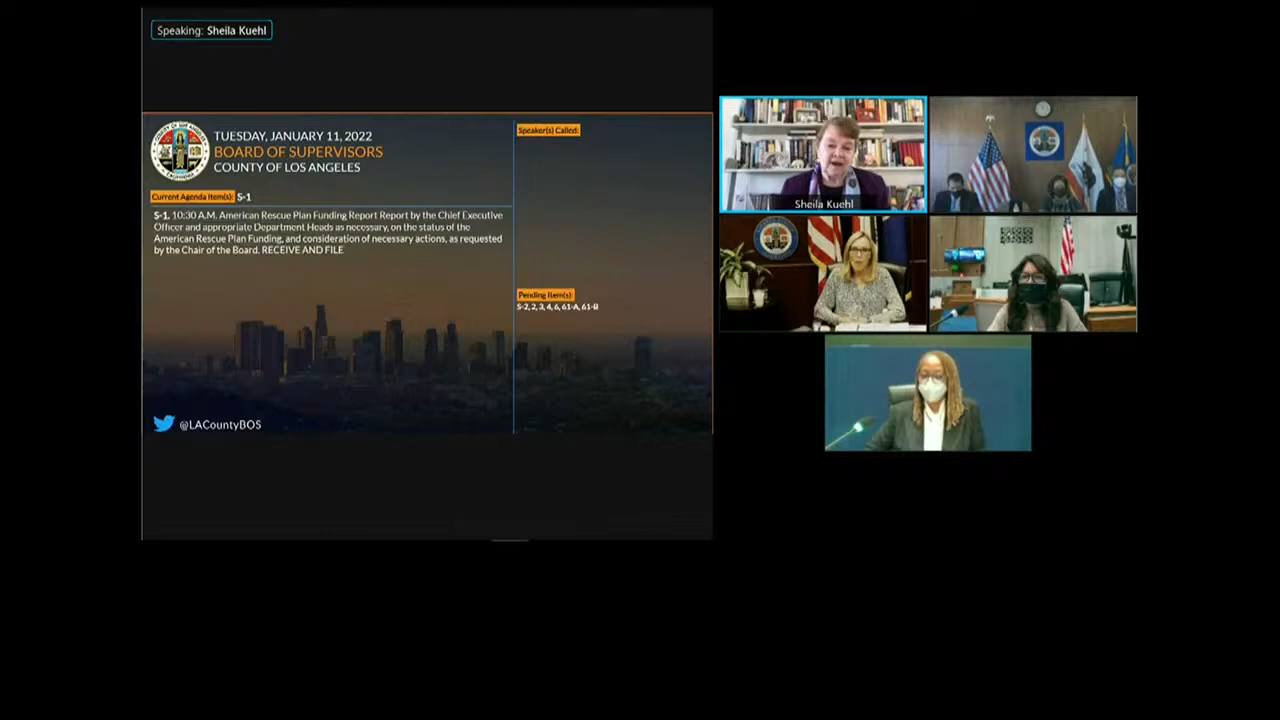 Speaking: Sheila Kuehl
TUESDAY, JANUARY 11, 2022
BOARD OF SUPERVISORS
COUNTY OF LOS ANGELES
Current Agenda Item(s): S-1
S-1. 10:30 A.M. American Rescue Plan Funding Report Report by the Chief Executive
Officer and appropriate Department Heads as necessary, on the status of the
American Rescue Plan Funding, and consideration of necessary actions, as requested
by the Chair of the Board. RECEIVE AND FILE
@LACountyBOS
Speaker(s) Called:
Pending Item(s):
S-2, 2, 3, 4, 6, 61-A, 61-B
Sheila Kuehl